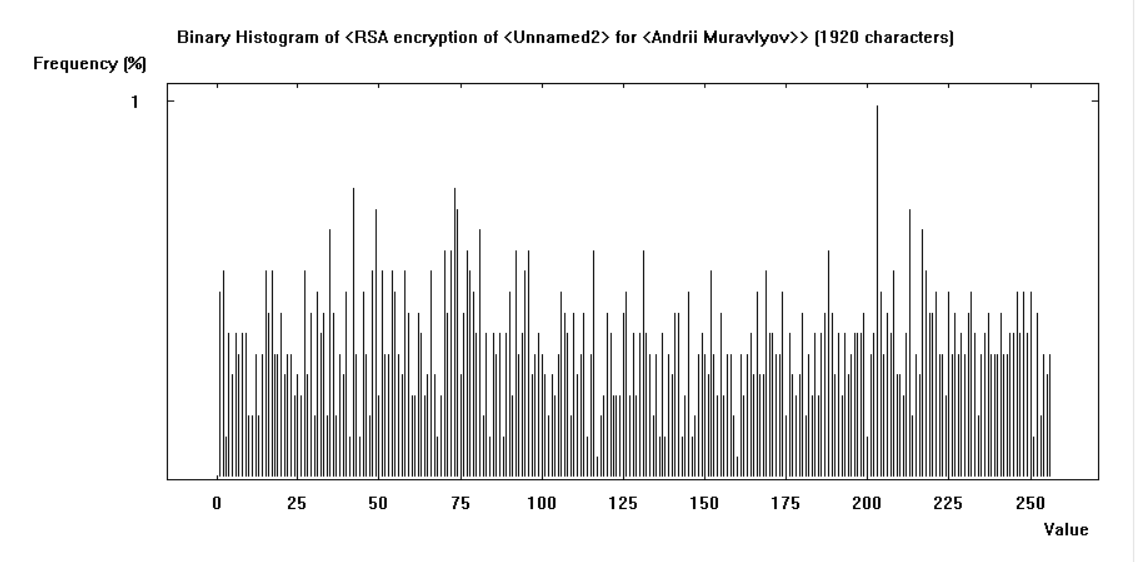 Binary Histogram of <RSA encryption of <Unnamed2> for <Andrii Muravlyov>> (1920 characters)
Frequency (%)
1
0 25 50 75 100 125 150 175 200 225 250
Value